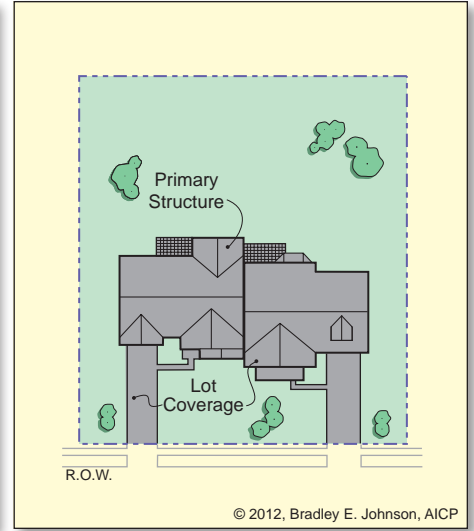 Primary
Structure
Lot
Coverage
R.O.W.
© 2012, Bradley E. Johnson, AICP